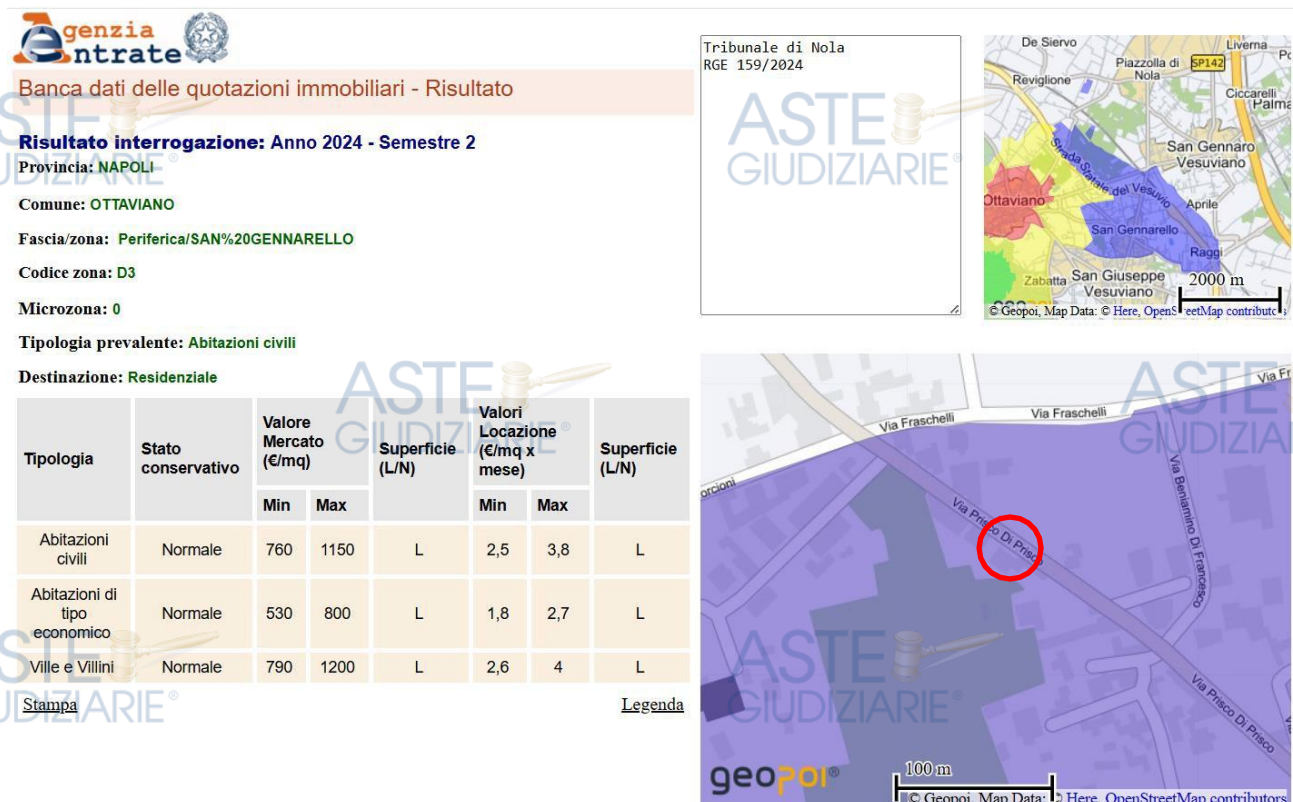 Agenzia
Entrate
Banca dati delle quotazioni immobiliari - Risultato
Risultato interrogazione: Anno 2024 - Semestre 2
Provincia: NAPOLI
Comune: OTTAVIANO
Fascia/zona: Periferica/SAN%20GENNARELLO
Codice zona: D3
Microzona: 0
Tipologia prevalente: Abitazioni civili
Destinazione: Residenziale
Tipologia
Stato conservativo
Valore Mercato (€/mq)
Superficie (L/N)
Valori Locazione (€/mq x mese)
Superficie (L/N)
Min Max Min Max
Abitazioni civili Normale 760 1150 L 2,5 3,8 L
Abitazioni di tipo economico Normale 530 800 L 1,8 2,7 L
Ville e Villini Normale 790 1200 L 2,6 4 L
Stampa Legenda
Tribunale di Nola
RGE 159/2024
De Siervo
Liverna
Piazzolla di Nola
SP142
Reviglione
Ciccarelli
Palma
San Gennaro Vesuviano
Strada Statale del Vesuvio
Ottaviano
Aprile
San Gennarello
Raggi
Zabatta
San Giuseppe Vesuviano
2000 m
© Geopoi, Map Data: © Here, OpenStreetMap contributors
Via Fraschelli
Via Fraschelli
Via Fr
orcioni
Via Prisco Di Prisco
Via Beniamino Di Francesco
Via Prisco Di Prisco
geopoi®
100 m
© Geopoi, Map Data: © Here, OpenStreetMap contributors
ASTE
GIUDIZIARIE®